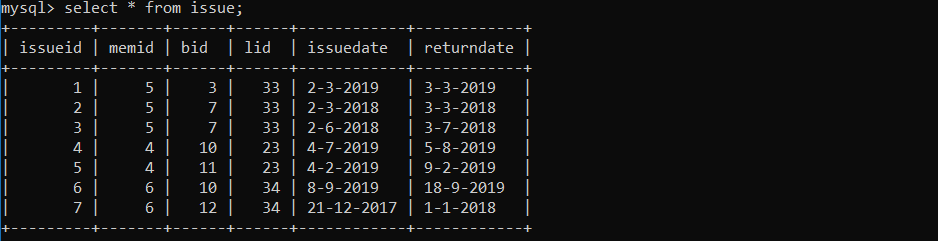 mysql> select * from issue;
+---------+-------+------+------+------------+------------+
| issueid | memid | bid  | lid  | issuedate  | returndate |
+---------+-------+------+------+------------+------------+
|       1 |     5 |    3 |   33 | 2-3-2019   | 3-3-2019   |
|       2 |     5 |    7 |   33 | 2-3-2018   | 3-3-2018   |
|       3 |     5 |    7 |   33 | 2-6-2018   | 3-7-2018   |
|       4 |     4 |   10 |   23 | 4-7-2019   | 5-8-2019   |
|       5 |     4 |   11 |   23 | 4-2-2019   | 9-2-2019   |
|       6 |     6 |   10 |   34 | 8-9-2019   | 18-9-2019  |
|       7 |     6 |   12 |   34 | 21-12-2017 | 1-1-2018   |
+---------+-------+------+------+------------+------------+